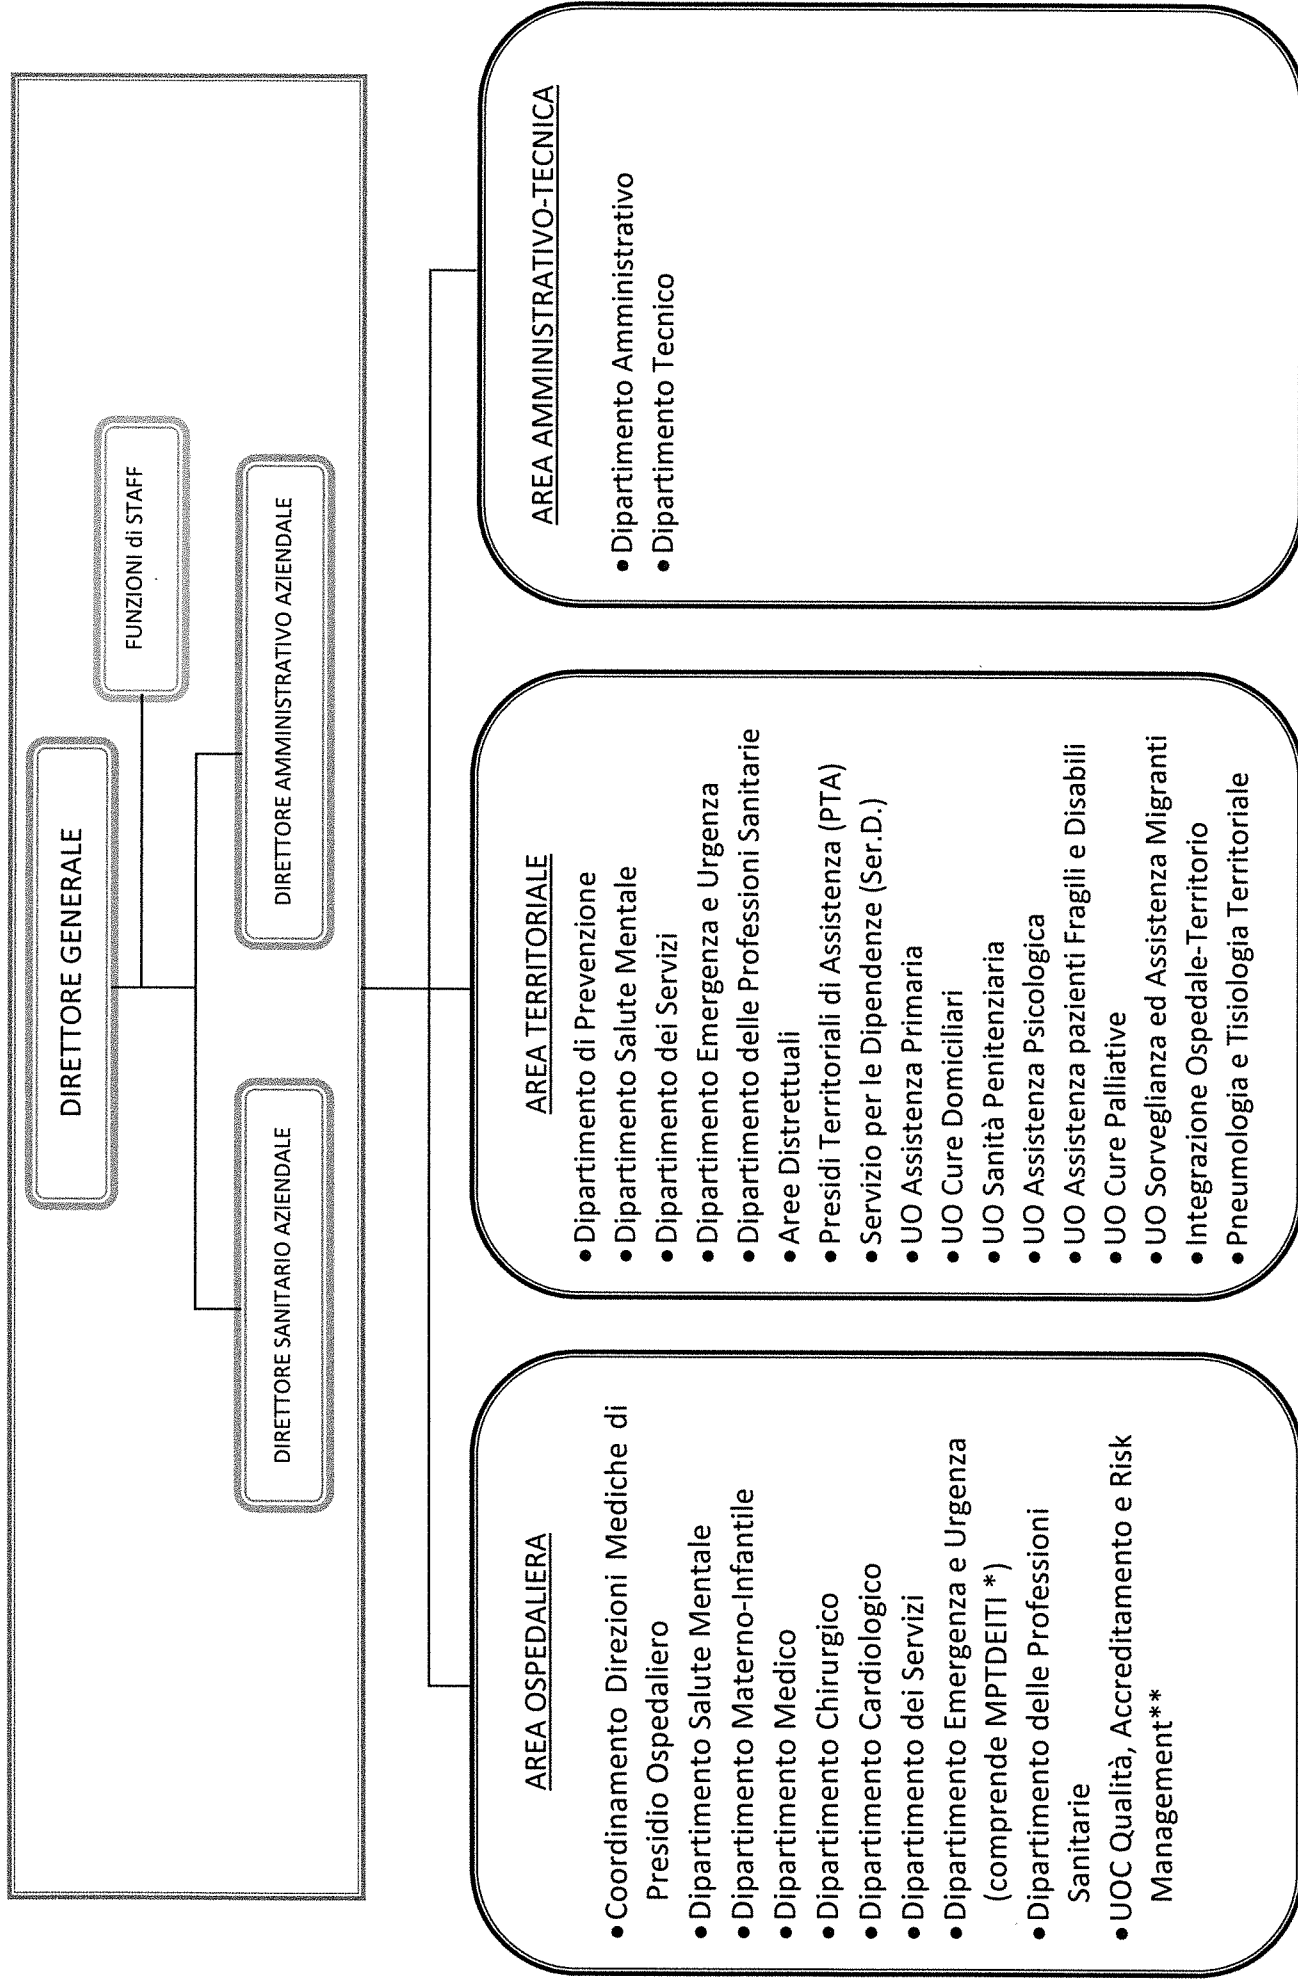 DIRETTORE GENERALE
FUNZIONI di STAFF
DIRETTORE SANITARIO AZIENDALE
DIRETTORE AMMINISTRATIVO AZIENDALE
AREA OSPEDALIERA
•Coordinamento Direzioni Mediche di
Presidio Ospedaliero
•Dipartimento Salute Mentale
•Dipartimento Materno-Infantile
•Dipartimento Medico
•Dipartimento Chirurgico
•Dipartimento Cardiologico
•Dipartimento dei Servizi
•Dipartimento Emergenza e Urgenza
(comprende MPTDEITI *)
•Dipartimento delle Professioni
Sanitarie
•UOC Qualità, Accreditamento e Risk
Management**
AREA TERRITORIALE
•Dipartimento di Prevenzione
•Dipartimento Salute Mentale
•Dipartimento dei Servizi
•Dipartimento Emergenza e Urgenza
•Dipartimento delle Professioni Sanitarie
•Aree Distrettuali
•Presidi Territoriali di Assistenza (PTA)
•Servizio per le Dipendenze (Ser.D.)
•UO Assistenza Primaria
•UO Cure Domiciliari
•UO Sanità Penitenziaria
•UO Assistenza Psicologica
•UO Assistenza pazienti Fragili e Disabili
•UO Cure Palliative
•UO Sorveglianza ed Assistenza Migranti
•Integrazione Ospedale-Territorio
•Pneumologia e Tisiologia Territoriale
AREA AMMINISTRATIVO-TECNICA
•Dipartimento Amministrativo
•Dipartimento Tecnico